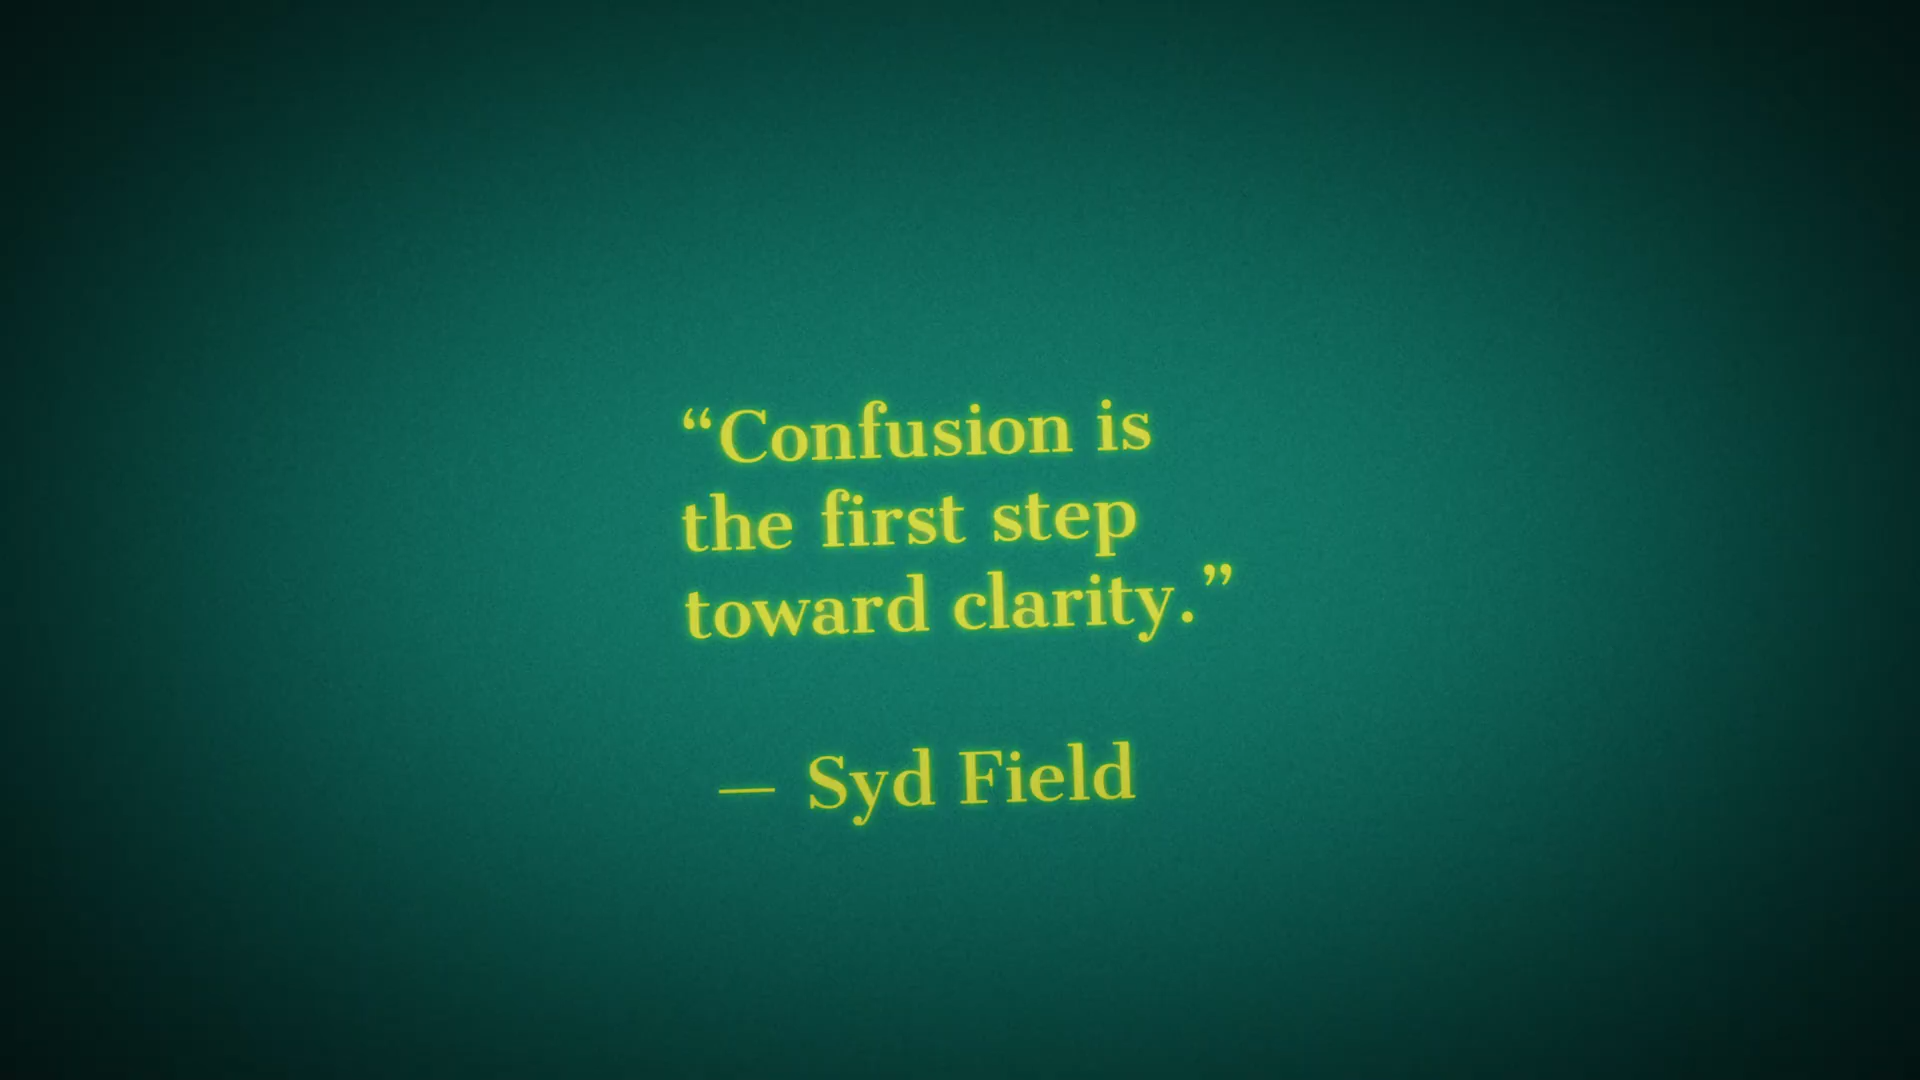 “Confusion is
the first step
toward clarity.”
— Syd Field